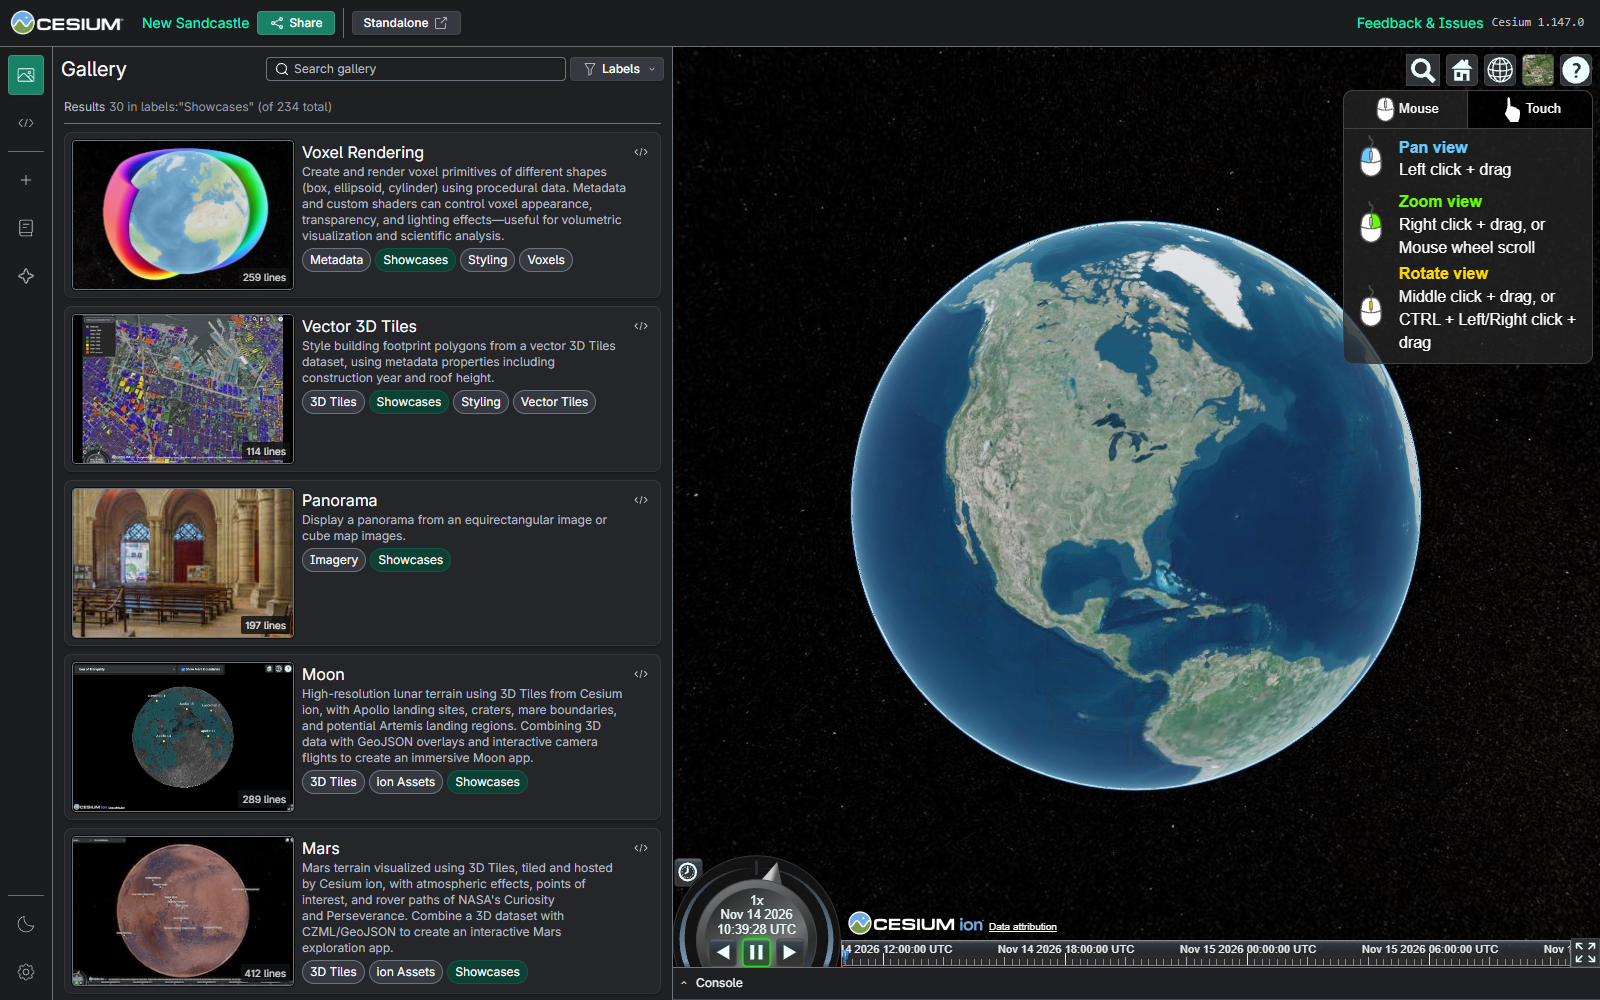 CESIUM
New Sandcastle
Share
Standalone
Feedback & Issues
Cesium 1.147.0
Gallery
Search gallery
Labels
Results 30 in labels:"Showcases" (of 234 total)
259 lines
Voxel Rendering
Create and render voxel primitives of different shapes
(box, ellipsoid, cylinder) using procedural data. Metadata
and custom shaders can control voxel appearance,
transparency, and lighting effects—useful for volumetric
visualization and scientific analysis.
Metadata
Showcases
Styling
Voxels
114 lines
Vector 3D Tiles
Style building footprint polygons from a vector 3D Tiles
dataset, using metadata properties including
construction year and roof height.
3D Tiles
Showcases
Styling
Vector Tiles
197 lines
Panorama
Display a panorama from an equirectangular image or
cube map images.
Imagery
Showcases
289 lines
Moon
High-resolution lunar terrain using 3D Tiles from Cesium
ion, with Apollo landing sites, craters, mare boundaries,
and potential Artemis landing regions. Combining 3D
data with GeoJSON overlays and interactive camera
flights to create an immersive Moon app.
3D Tiles
ion Assets
Showcases
412 lines
Mars
Mars terrain visualized using 3D Tiles, tiled and hosted
by Cesium ion, with atmospheric effects, points of
interest, and rover paths of NASA's Curiosity
and Perseverance. Combine a 3D dataset with
CZML/GeoJSON to create an interactive Mars
exploration app.
3D Tiles
ion Assets
Showcases
Mouse
Touch
Pan view
Left click + drag
Zoom view
Right click + drag, or
Mouse wheel scroll
Rotate view
Middle click + drag, or
CTRL + Left/Right click +
drag
1x
Nov 14 2026
10:39:28 UTC
CESIUM ion
Data attribution
4 2026 12:00:00 UTC
Nov 14 2026 18:00:00 UTC
Nov 15 2026 00:00:00 UTC
Nov 15 2026 06:00:00 UTC
Nov
Console